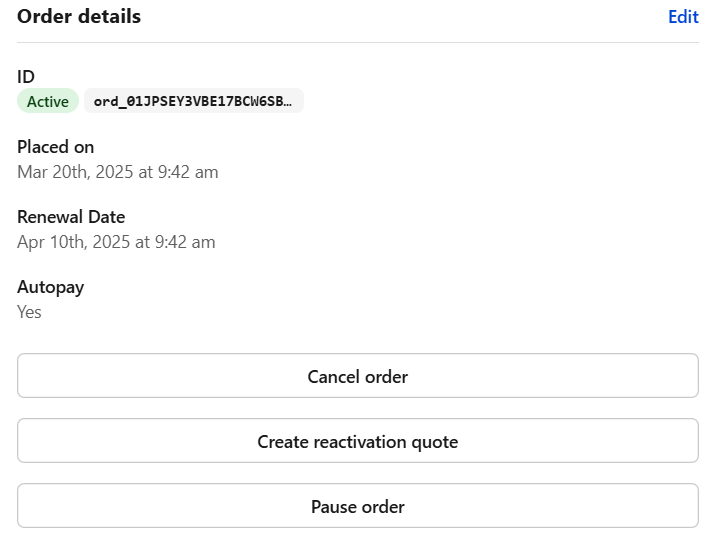 Order details
Edit
ID
Active ord_01JPSEY3VBE17BCW6SB…
Placed on
Mar 20th, 2025 at 9:42 am
Renewal Date
Apr 10th, 2025 at 9:42 am
Autopay
Yes
Cancel order
Create reactivation quote
Pause order